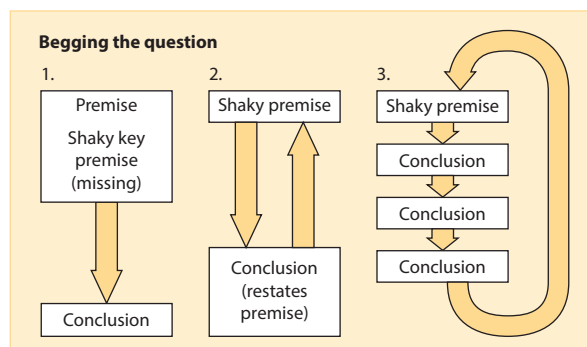 Begging the question
1.
Premise
Shaky key
premise
(missing)
Conclusion
2.
Shaky premise
Conclusion
(restates
premise)
3.
Shaky premise
Conclusion
Conclusion
Conclusion